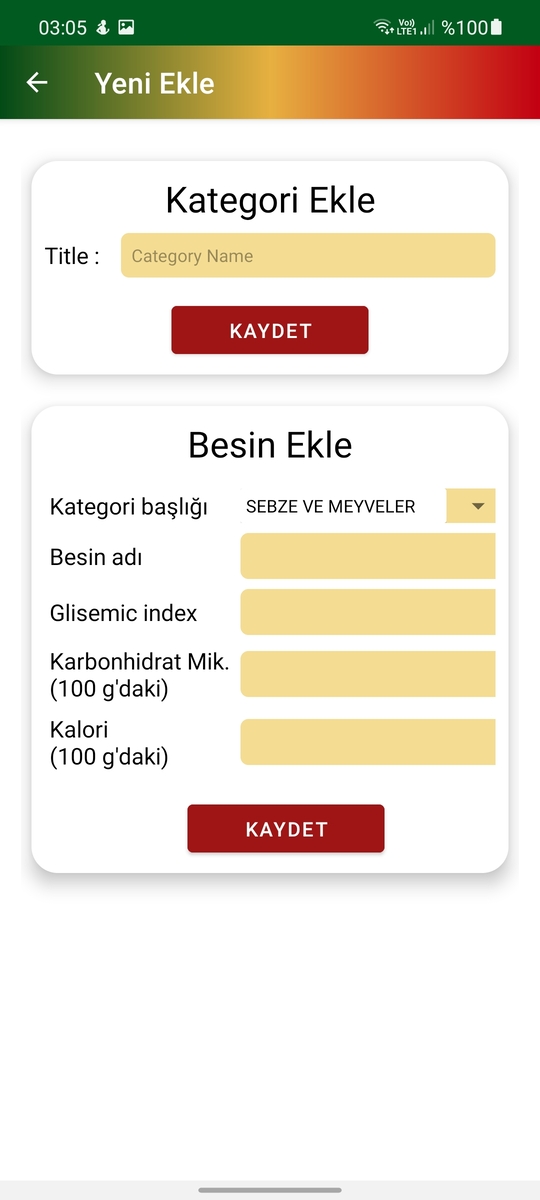 03:05 Vo)) LTE1 %100
Yeni Ekle
Kategori Ekle
Title : Category Name
KAYDET
Besin Ekle
Kategori başlığı SEBZE VE MEYVELER
Besin adı
Glisemic index
Karbonhidrat Mik.
(100 g'daki)
Kalori
(100 g'daki)
KAYDET